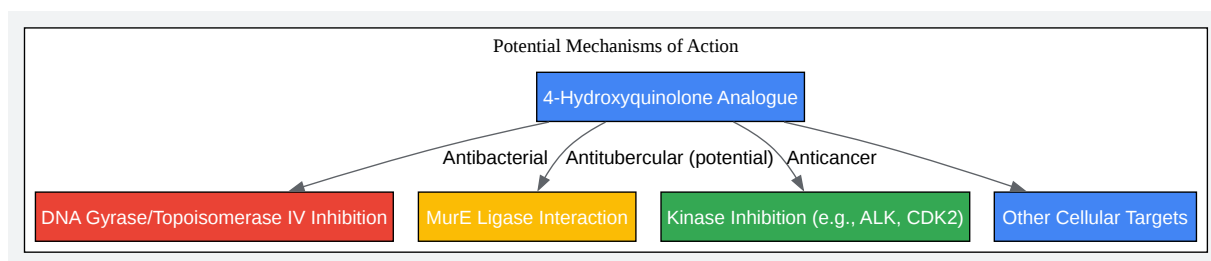 Potential Mechanisms of Action
4-Hydroxyquinolone Analogue
Antibacterial
Antitubercular (potential)
Anticancer
DNA Gyrase/Topoisomerase IV Inhibition
MurE Ligase Interaction
Kinase Inhibition (e.g., ALK, CDK2)
Other Cellular Targets